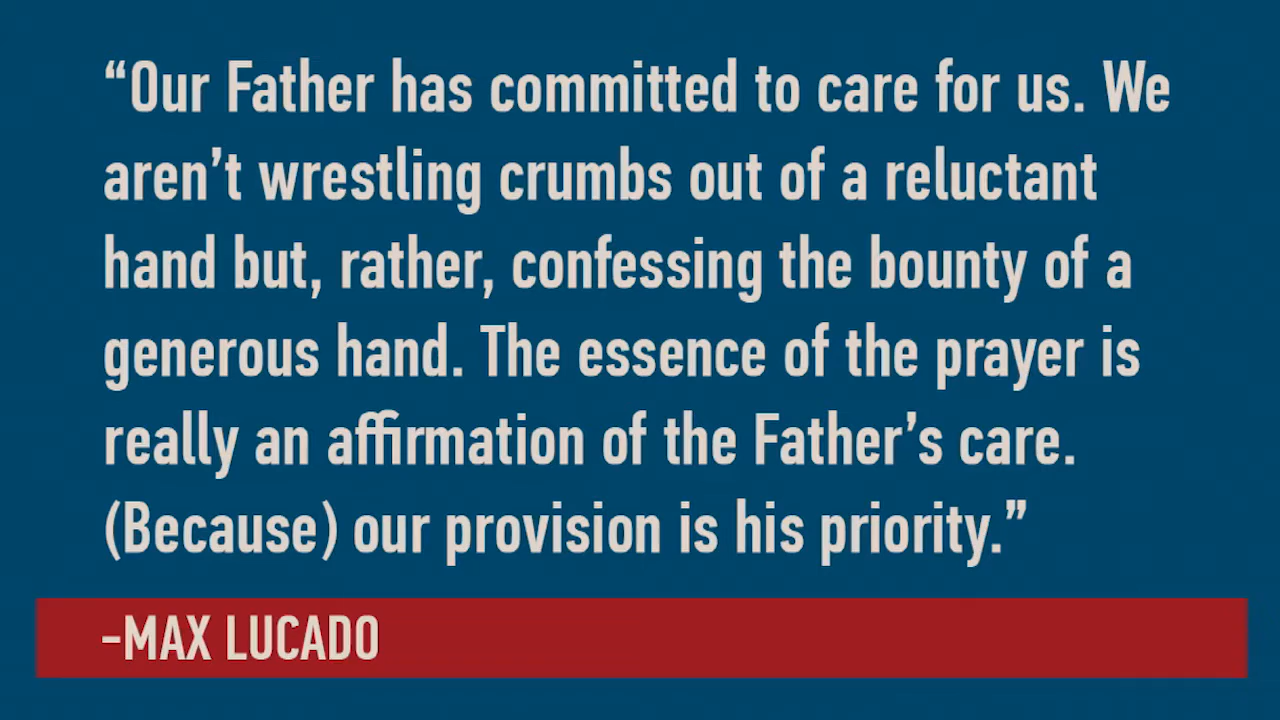 “Our Father has committed to care for us. We
aren’t wrestling crumbs out of a reluctant
hand but, rather, confessing the bounty of a
generous hand. The essence of the prayer is
really an affirmation of the Father’s care.
(Because) our provision is his priority.”
-MAX LUCADO